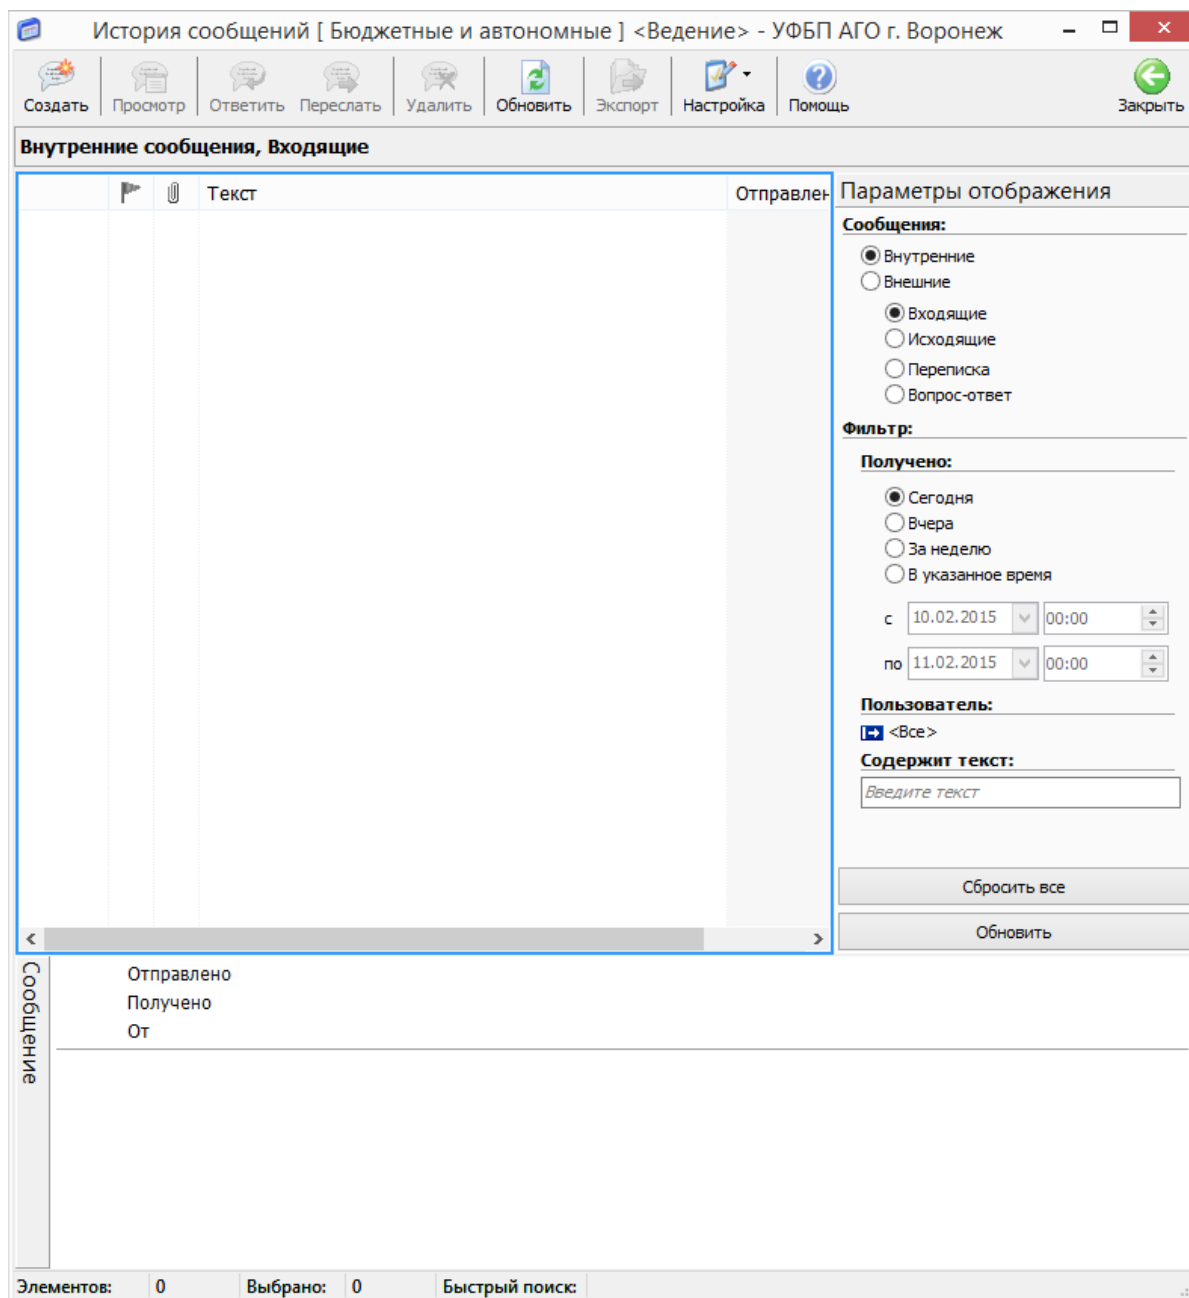 История сообщений [ Бюджетные и автономные ] <Ведение> - УФБП АГО г. Воронеж
Создать Просмотр Ответить Переслать Удалить Обновить Экспорт Настройка Помощь Закрыть
Внутренние сообщения, Входящие
Текст Отправлен
Параметры отображения
Сообщения:
Внутренние
Внешние
Входящие
Исходящие
Переписка
Вопрос-ответ
Фильтр:
Получено:
Сегодня
Вчера
За неделю
В указанное время
с 10.02.2015 00:00
по 11.02.2015 00:00
Пользователь:
<Все>
Содержит текст:
Введите текст
Сбросить все
Обновить
Сообщение
Отправлено
Получено
От
Элементов: 0 Выбрано: 0 Быстрый поиск: